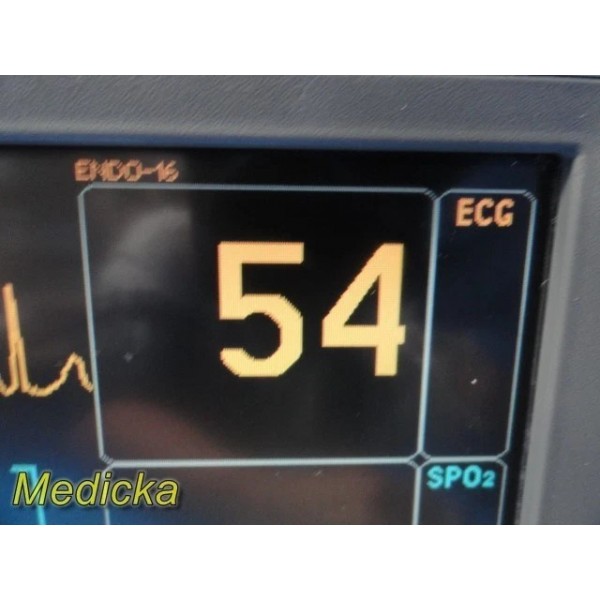 ENDO-16
54
ECG
SPO2
Medicka